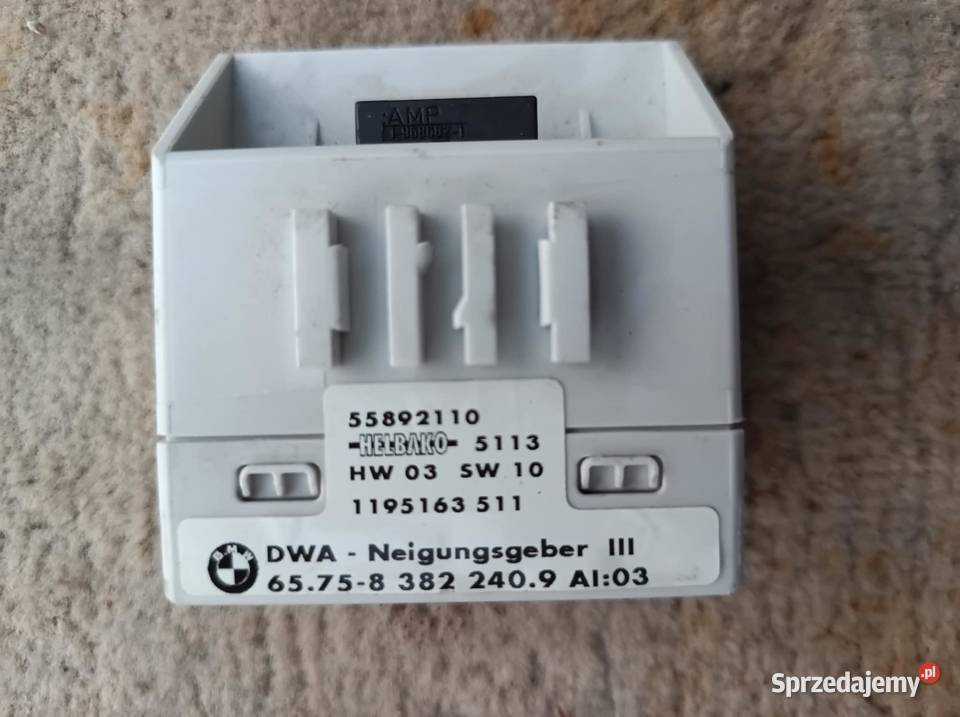 AMP
55892110
HELBAKO 5113
HW 03 SW 10
1195163 511
BMW
DWA - Neigungsgeber III
65.75-8 382 240.9 AI:03
Sprzedajemy.pl